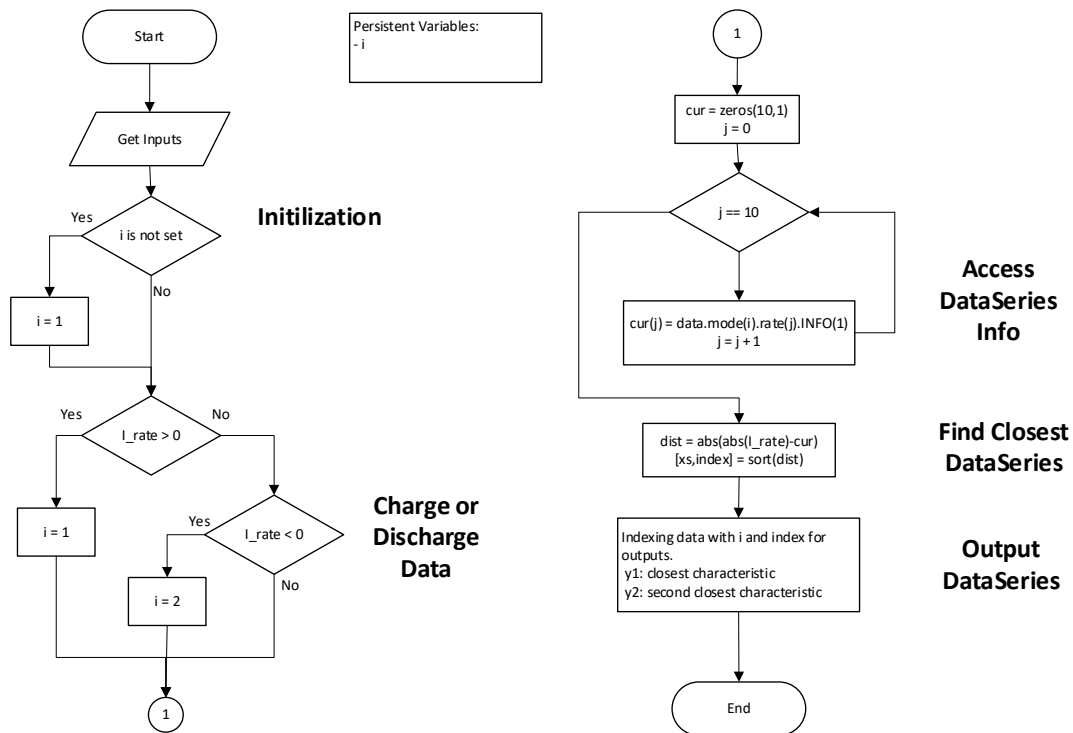 Start
Persistent Variables:
- i
Get Inputs
Initilization
Yes
i is not set
No
i = 1
Yes
No
I_rate > 0
Charge or
Discharge
Data
i = 1
Yes
I_rate < 0
No
i = 2
1
1
cur = zeros(10,1)
j = 0
j == 10
Access
DataSeries
Info
cur(j) = data.mode(i).rate(j).INFO(1)
j = j + 1
Find Closest
DataSeries
dist = abs(abs(I_rate)-cur)
[xs,index] = sort(dist)
Output
DataSeries
Indexing data with i and index for
outputs.
y1: closest characteristic
y2: second closest characteristic
End